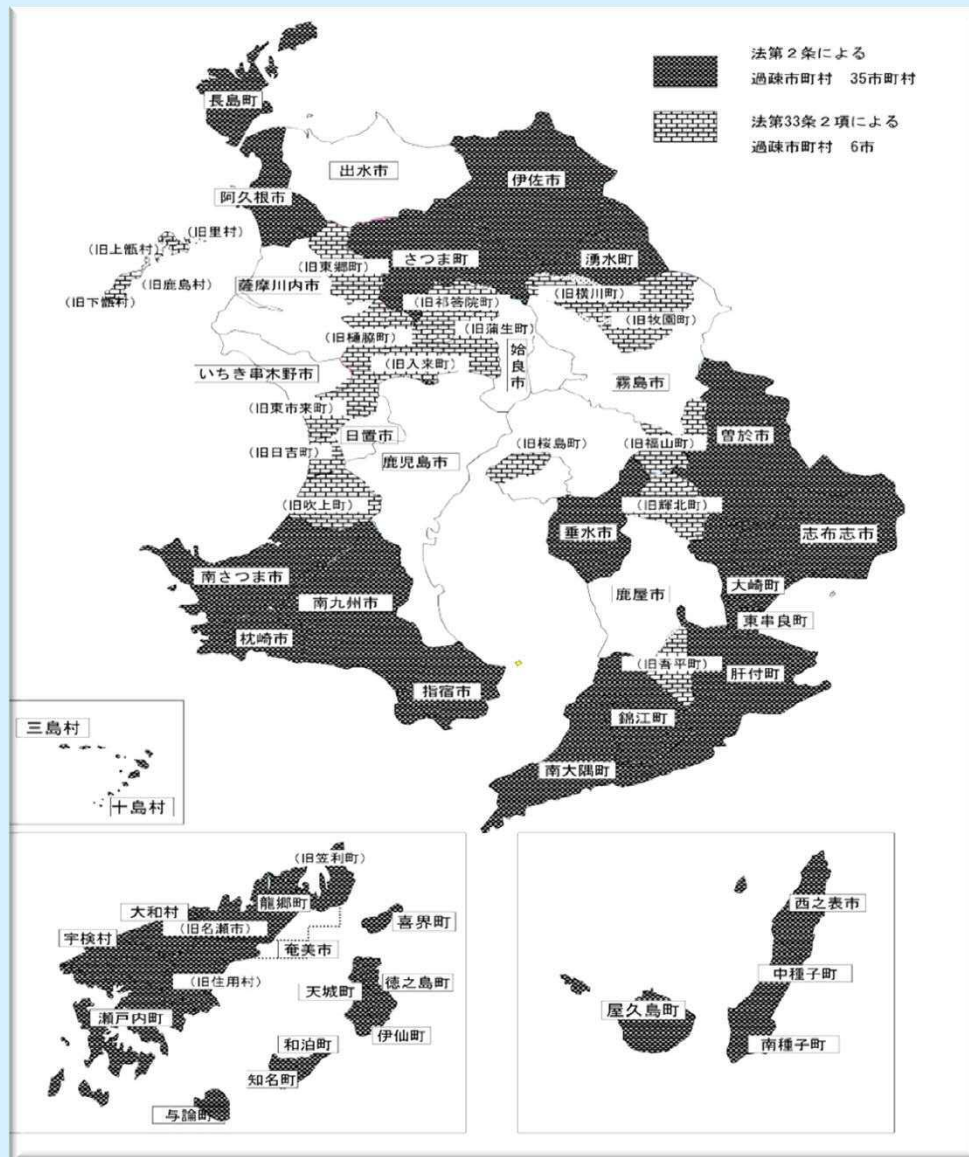 法第2条による
過疎市町村 35市町村
法第33条2項による
過疎市町村 6市
長島町
出水市
伊佐市
阿久根市
(旧里村)
(旧上甑村)
さつま町
湧水町
(旧東郷町)
(旧鹿島村)
薩摩川内市
(旧下甑村)
(旧祁答院町)
(旧横川町)
(旧牧園町)
(旧蒲生町)
(旧樋脇町)
姶良市
(旧入来町)
いちき串木野市
霧島市
(旧東市来町)
日置市
曽於市
(旧桜島町)
(旧福山町)
(旧日吉町)
鹿児島市
(旧吹上町)
(旧輝北町)
垂水市
志布志市
南さつま市
大崎町
鹿屋市
南九州市
東串良町
枕崎市
(旧吾平町)
肝付町
指宿市
錦江町
南大隅町
三島村
十島村
(旧笠利町)
龍郷町
大和村
喜界町
(旧名瀬市)
宇検村
奄美市
(旧住用村)
徳之島町
天城町
瀬戸内町
伊仙町
和泊町
知名町
与論町
西之表市
中種子町
屋久島町
南種子町